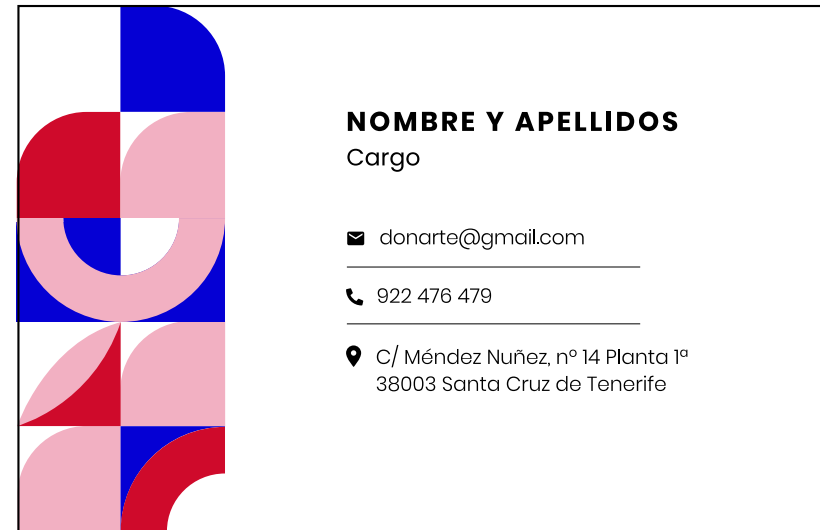 NOMBRE Y APELLIDOS
Cargo
donarte@gmail.com
922 476 479
C/ Méndez Nuñez, nº 14 Planta 1ª
38003 Santa Cruz de Tenerife